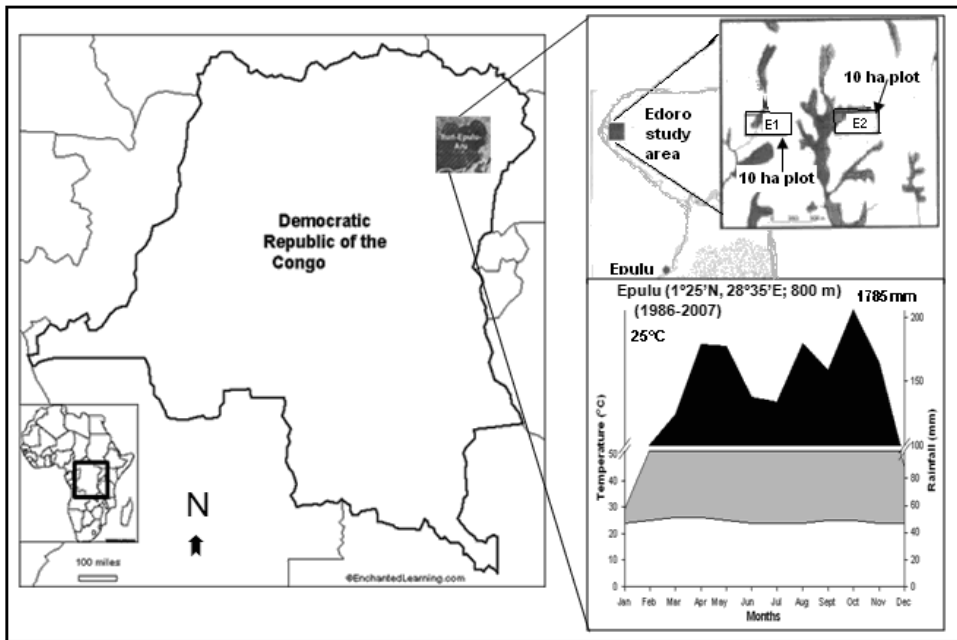 Ituri-Epulu-
Aru
Democratic
Republic of the
Congo
N
100 miles
©EnchantedLearning.com
10 ha plot
Edoro
study
area
E1
E2
10 ha plot
Epulu
Epulu (1°25'N, 28°35'E; 800 m)
1785mm
(1986-2007)
25°C
Temperature (°C)
50
40
30
20
10
0
Rainfall (mm)
200
150
100
80
60
40
20
0
Jan Feb Mar Apr May Jun Jul Aug Sept Oct Nov Dec
Months